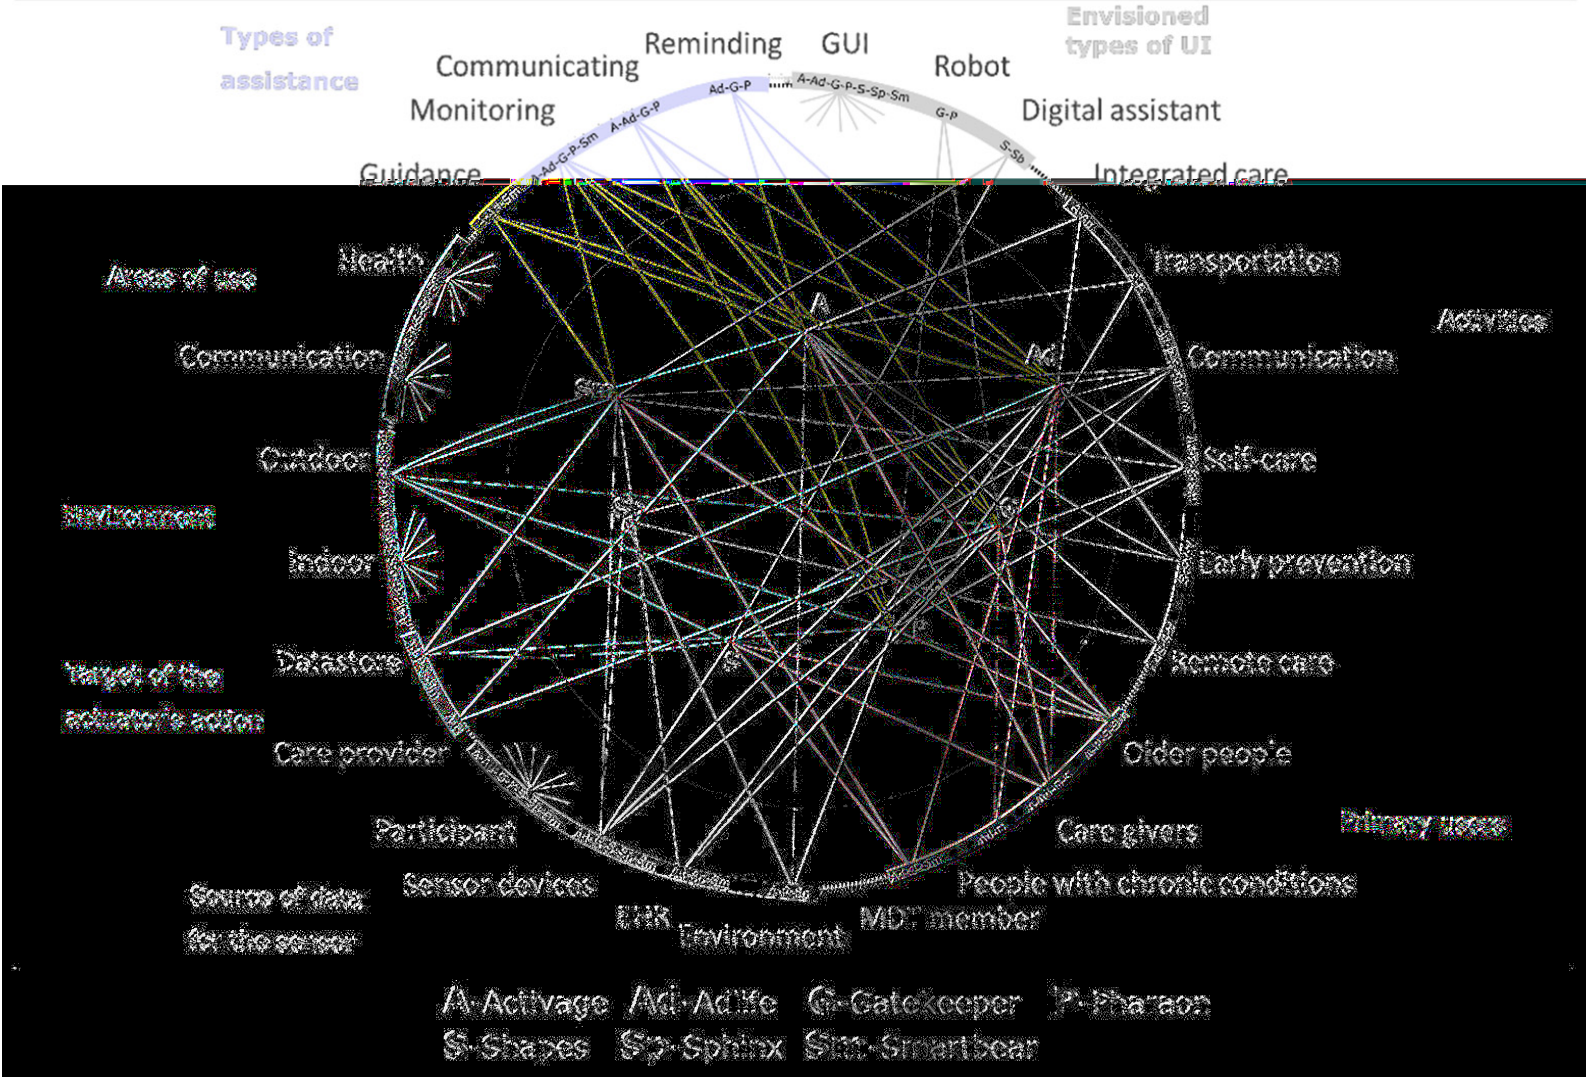 Types of
assistance
Envisioned
types of UI
Reminding
GUI
Communicating
Robot
Monitoring
Digital assistant
Guidance
Integrated care
Ad-G-P
A-Ad-G-P-S-Sp-Sm
A-Ad-G-P
G-P
A-Ad-G-P-Sm
S-Sb
Areas of use
Health
Transportation
Activities
Communication
Communication
A
Ad
Outdoor
Self-care
Environment
Indoor
Early prevention
G
P
S
Target of the
actuator's action
Datastore
Remote care
Care provider
Older people
Participant
Care givers
Primary users
Sensor devices
People with chronic conditions
Source of data
for the sensor
EHR
Environment
MDT member
A-Activage Ad-Adlife G-Gatekeeper P-Pharaon
S-Shapes Sp-Sphinx Sm-Smartbear